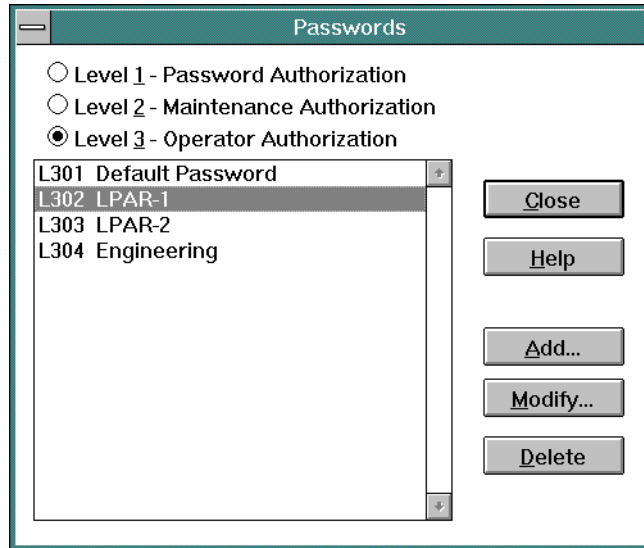 Passwords
Level 1 - Password Authorization
Level 2 - Maintenance Authorization
Level 3 - Operator Authorization
L301 Default Password
L302 LPAR-1
L303 LPAR-2
L304 Engineering
Close
Help
Add...
Modify...
Delete